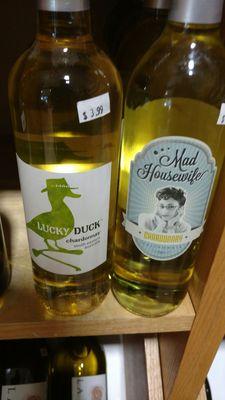 $ 3.99
LUCKY DUCK
chardonnay
Mad
Housewife
CHARDONNAY